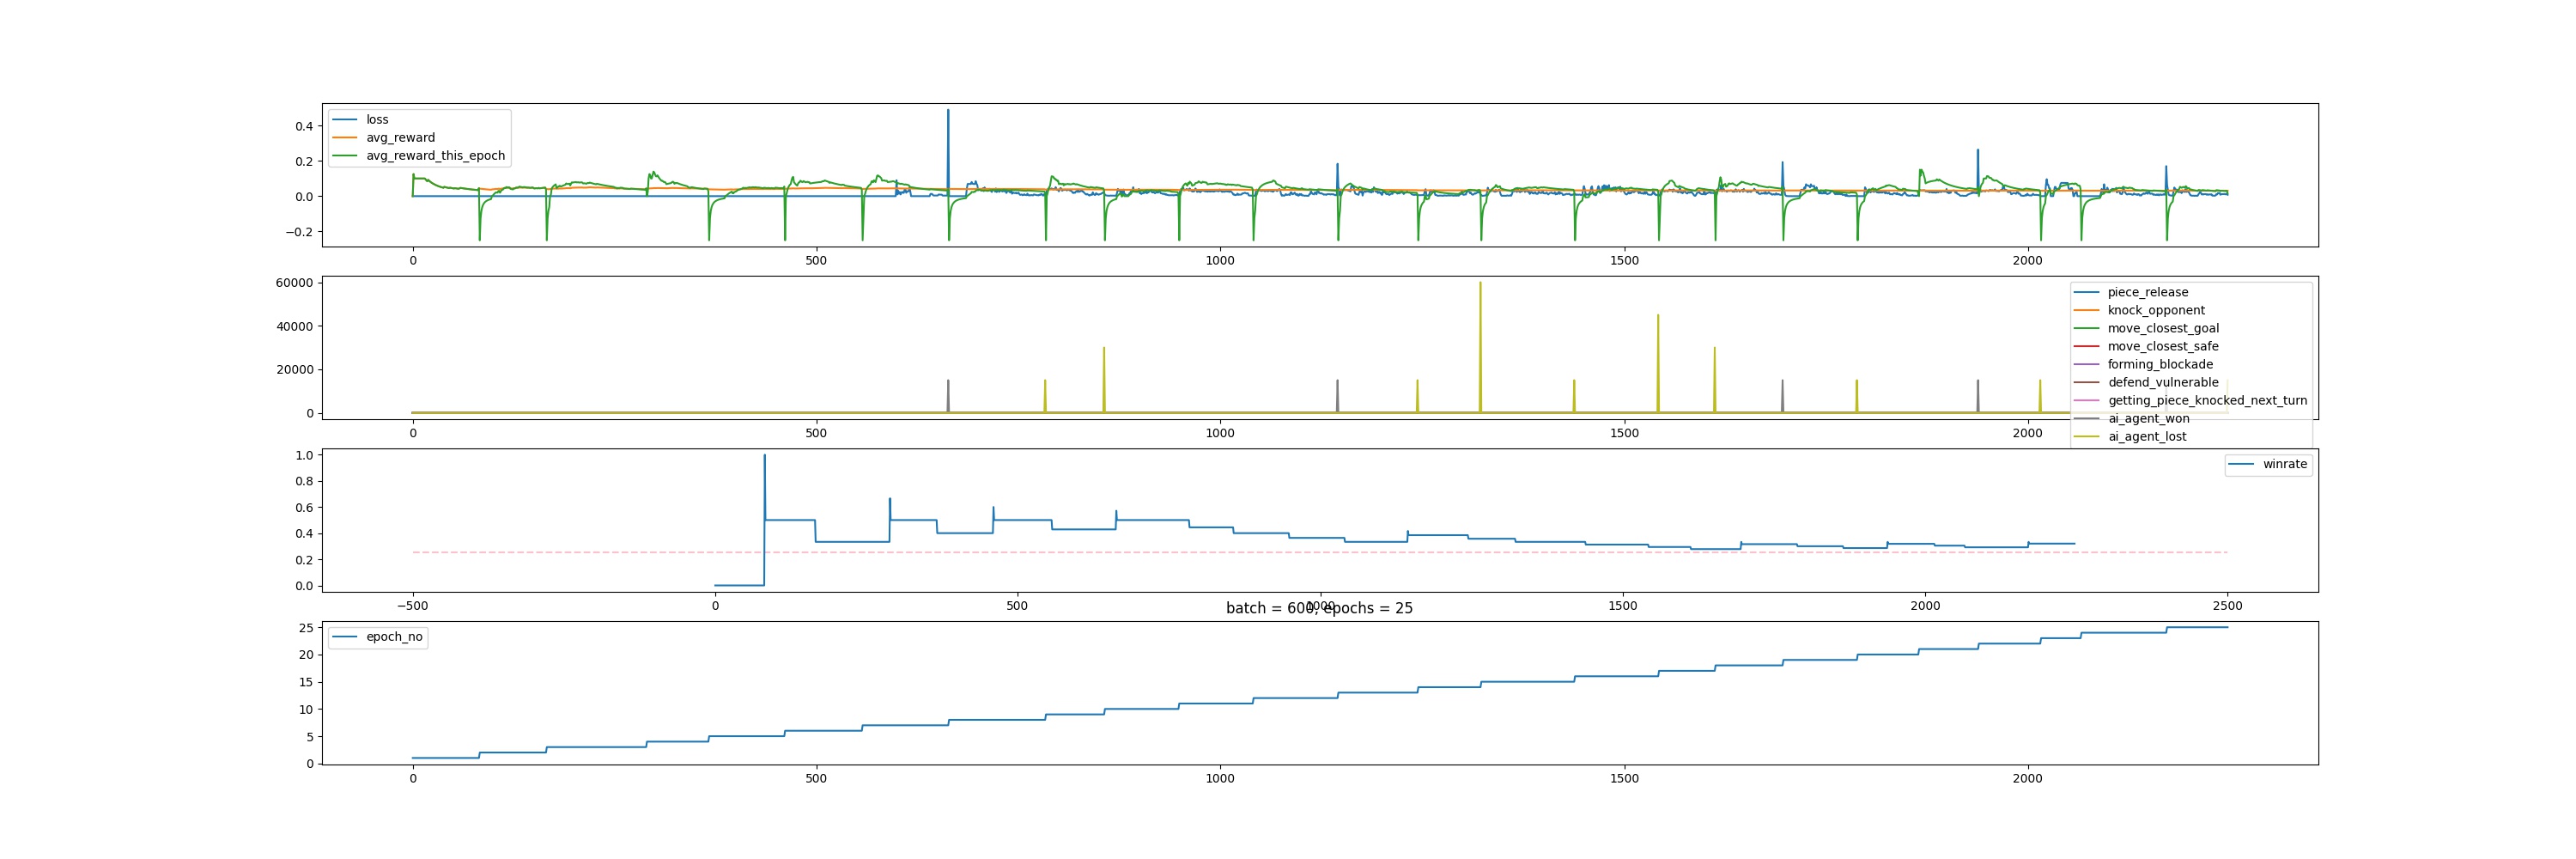 0.4
0.2
0.0
−0.2
loss
avg_reward
avg_reward_this_epoch
0 500 1000 1500 2000
60000
40000
20000
0
piece_release
knock_opponent
move_closest_goal
move_closest_safe
forming_blockade
defend_vulnerable
getting_piece_knocked_next_turn
ai_agent_won
ai_agent_lost
0 500 1000 1500 2000
1.0
0.8
0.6
0.4
0.2
0.0
winrate
−500 0 500 1000 1500 2000 2500
batch = 600, epochs = 25
25
20
15
10
5
0
epoch_no
0 500 1000 1500 2000